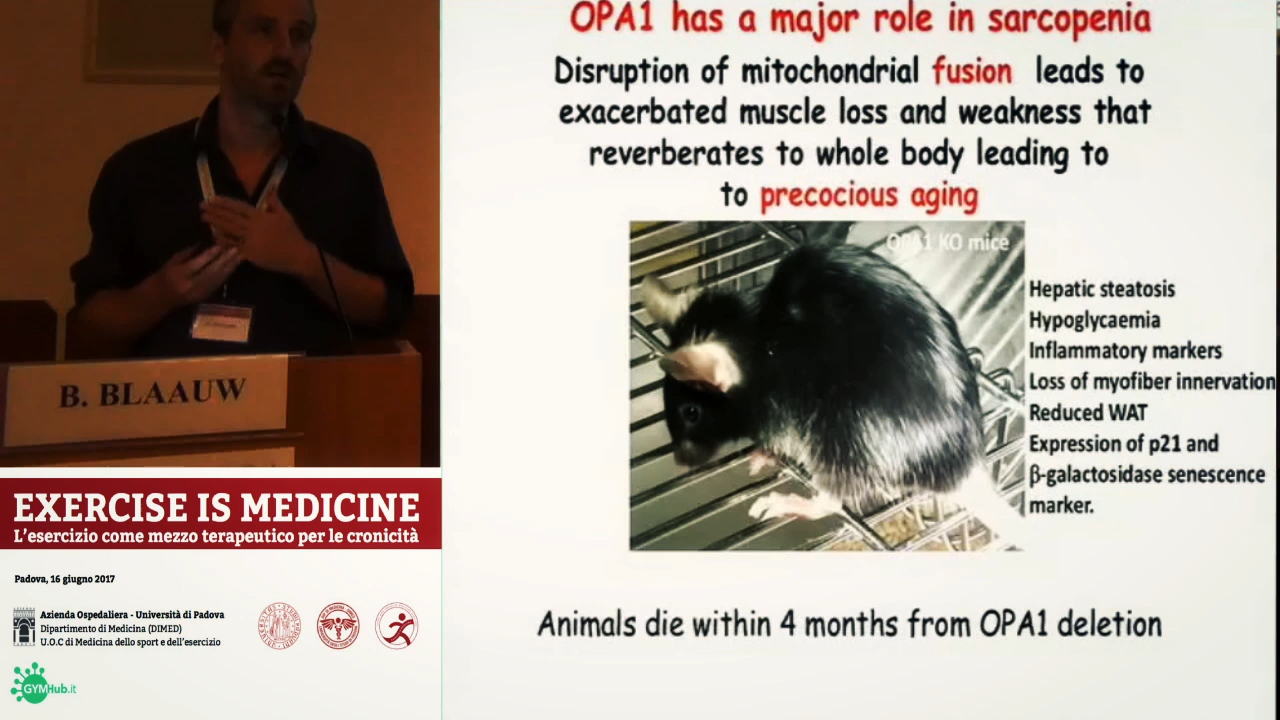 B. BLAAUW
EXERCISE IS MEDICINE
L'esercizio come mezzo terapeutico per le cronicità
Padova, 16 giugno 2017
Azienda Ospedaliera - Università di Padova
Dipartimento di Medicina (DIMED)
U.O.C di Medicina dello sport e dell'esercizio
GYMHub.it
OPA1 has a major role in sarcopenia
Disruption of mitochondrial fusion leads to
exacerbated muscle loss and weakness that
reverberates to whole body leading to
to precocious aging
OPA1 KO mice
Hepatic steatosis
Hypoglycaemia
Inflammatory markers
Loss of myofiber innervation
Reduced WAT
Expression of p21 and
β-galactosidase senescence
marker.
Animals die within 4 months from OPA1 deletion